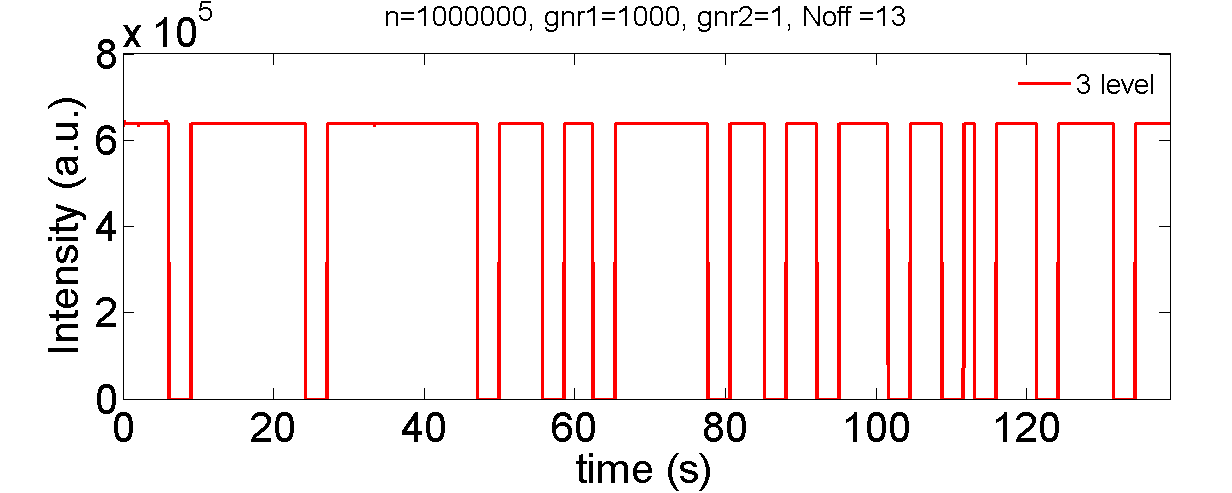 n=1000000, gnr1=1000, gnr2=1, Noff =13
x 10^5
8
6
4
2
0
Intensity (a.u.)
3 level
0 20 40 60 80 100 120
time (s)